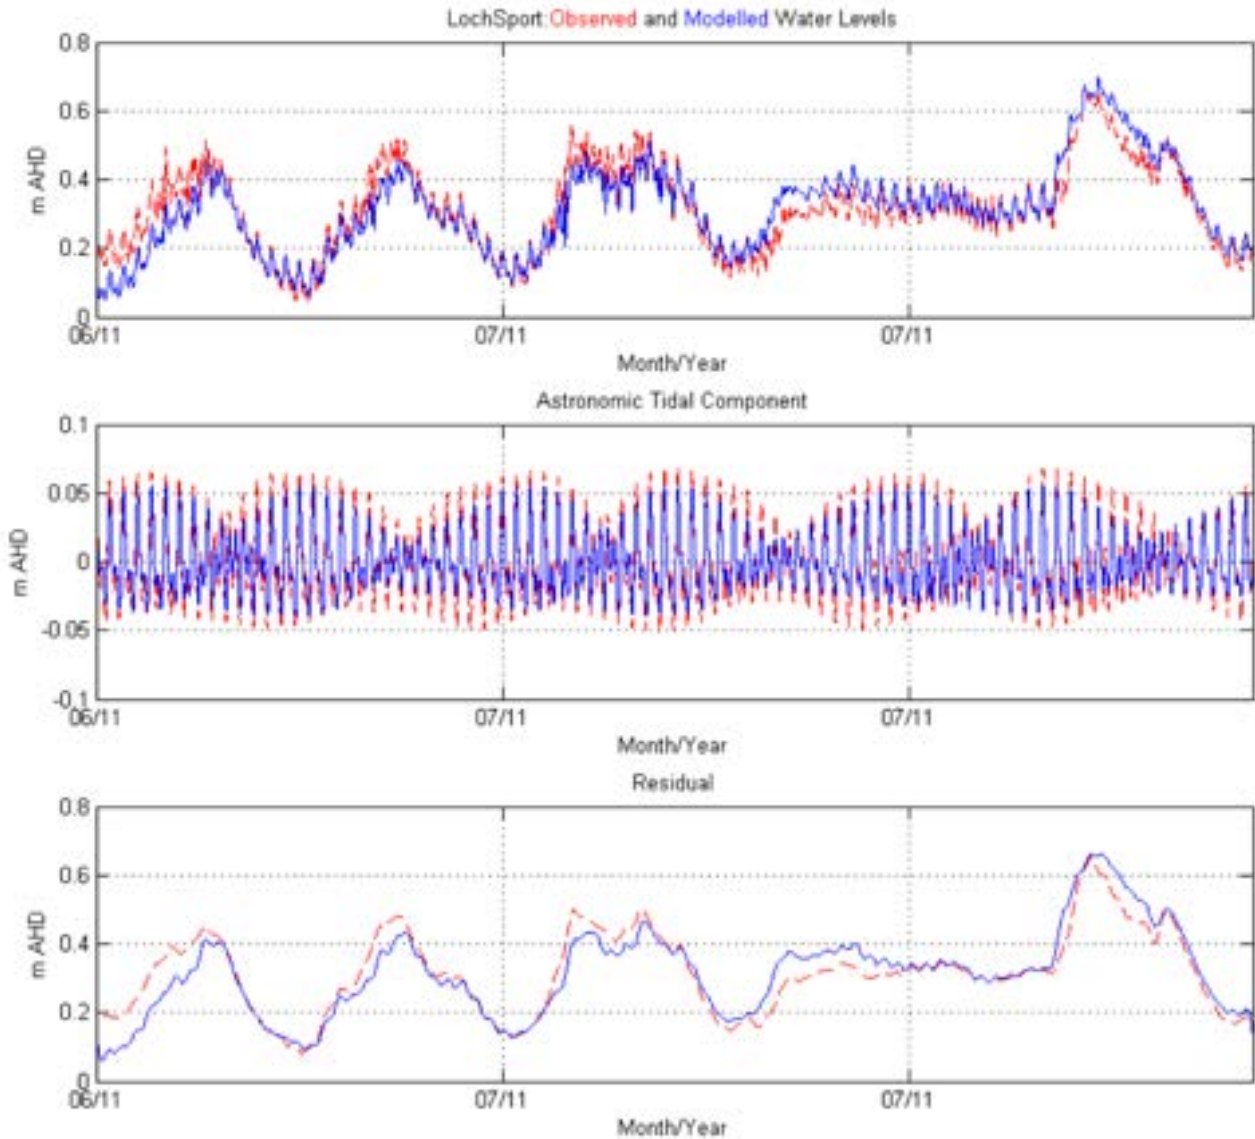 LochSport:Observed and Modelled Water Levels
0.8
0.6
0.4
0.2
0
m AHD
06/11
07/11
07/11
Month/Year
Astronomic Tidal Component
0.1
0.05
0
-0.05
-0.1
m AHD
06/11
07/11
07/11
Month/Year
Residual
0.8
0.6
0.4
0.2
0
m AHD
06/11
07/11
07/11
Month/Year